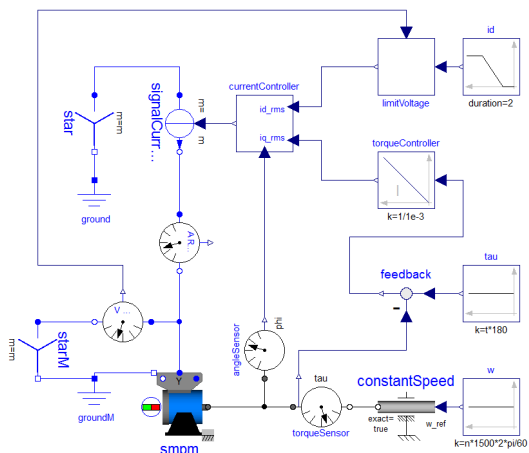 id
duration=2
limitVoltage
currentController
id_rms
iq_rms
signalCurr...
m=
m
star
m=m
ground
torqueController
k=1/1e-3
A R...
feedback
tau
k=t*180
V ...
starM
m=m
groundM
angleSensor
phi
Y
smpm
tau
torqueSensor
constantSpeed
exact=
true
w_ref
w
k=n*1500*2*pi/60